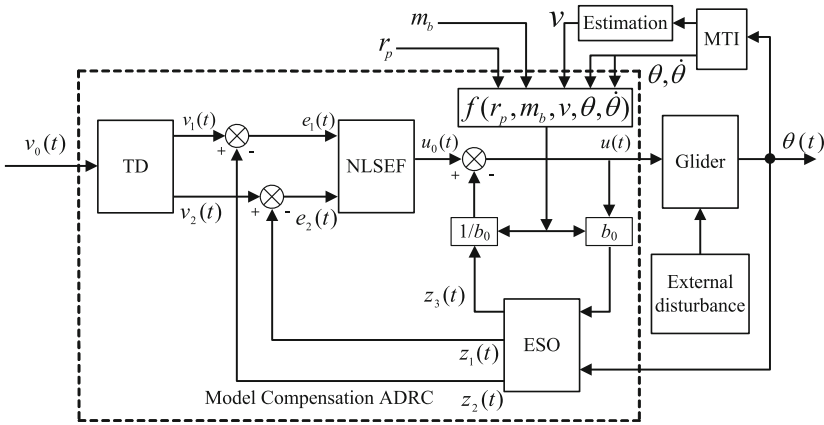 m_b
r_p
v
Estimation
MTI
θ, θ̇
f(r_p, m_b, v, θ, θ̇)
v_0(t)
TD
v_1(t)
+
-
e_1(t)
v_2(t)
+
-
e_2(t)
NLSEF
u_0(t)
+
-
u(t)
Glider
θ(t)
1/b_0
b_0
External
disturbance
z_3(t)
z_1(t)
z_2(t)
ESO
Model Compensation ADRC